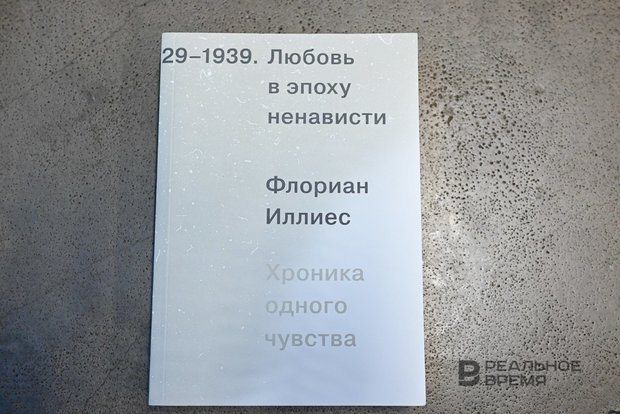 29–1939. Любовь
в эпоху
ненависти
Флориан
Иллиес
Хроника
одного
чувства
РЕАЛЬНОЕ
ВРЕМЯ